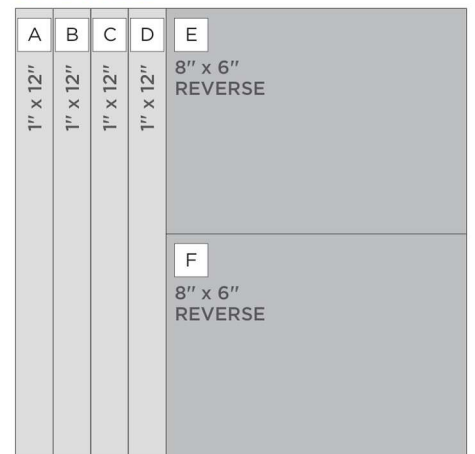 A
1" x 12"
B
1" x 12"
C
1" x 12"
D
1" x 12"
E
8" x 6"
REVERSE
F
8" x 6"
REVERSE